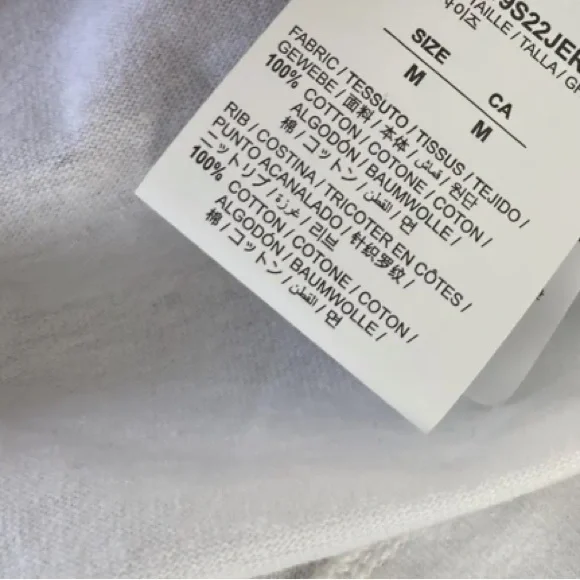 9S22JER
TAILLE / TALLA / GR
사이즈
SIZE CA
M M
FABRIC / TESSUTO / TISSUS / TEJIDO /
GEWEBE / 面料 / 本体 / قماش / 원단
100% COTTON / COTONE / COTON /
ALGODÓN / BAUMWOLLE /
棉 / コットン / القطن / 면
RIB / COSTINA / TRICOTER EN CÔTES /
PUNTO ACANALADO / 针织罗纹 /
ニットリブ / غرزة / 리브
100% COTTON / COTONE / COTON /
ALGODÓN / BAUMWOLLE /
棉 / コットン / القطن / 면